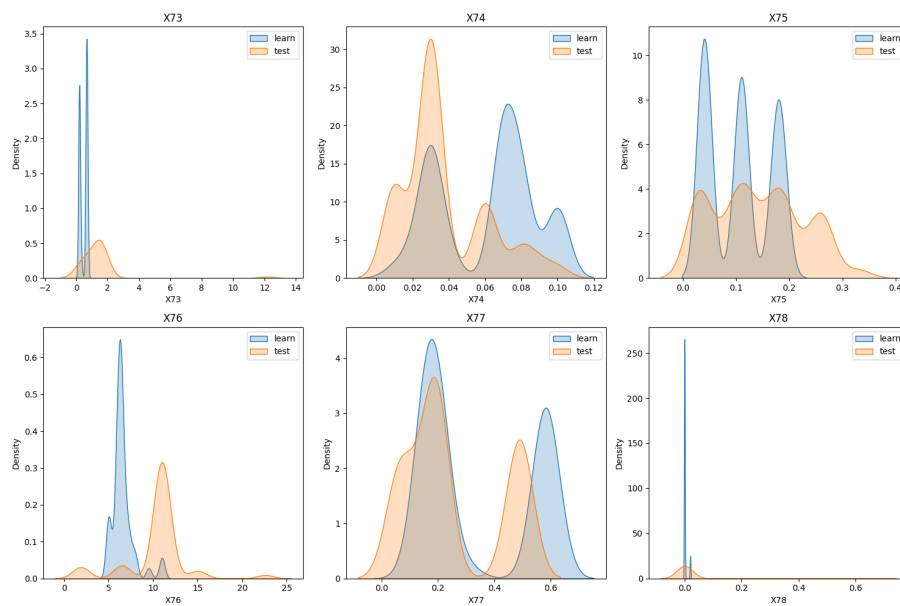 X73
learn
test
Density
3.5
3.0
2.5
2.0
1.5
1.0
0.5
0.0
−2 0 2 4 6 8 10 12 14
X73
X74
learn
test
Density
30
25
20
15
10
5
0
0.00 0.02 0.04 0.06 0.08 0.10 0.12
X74
X75
learn
test
Density
10
8
6
4
2
0
0.0 0.1 0.2 0.3 0.4
X75
X76
learn
test
Density
0.6
0.5
0.4
0.3
0.2
0.1
0.0
0 5 10 15 20 25
X76
X77
learn
test
Density
4
3
2
1
0
0.0 0.2 0.4 0.6
X77
X78
learn
test
Density
250
200
150
100
50
0
0.0 0.2 0.4 0.6
X78